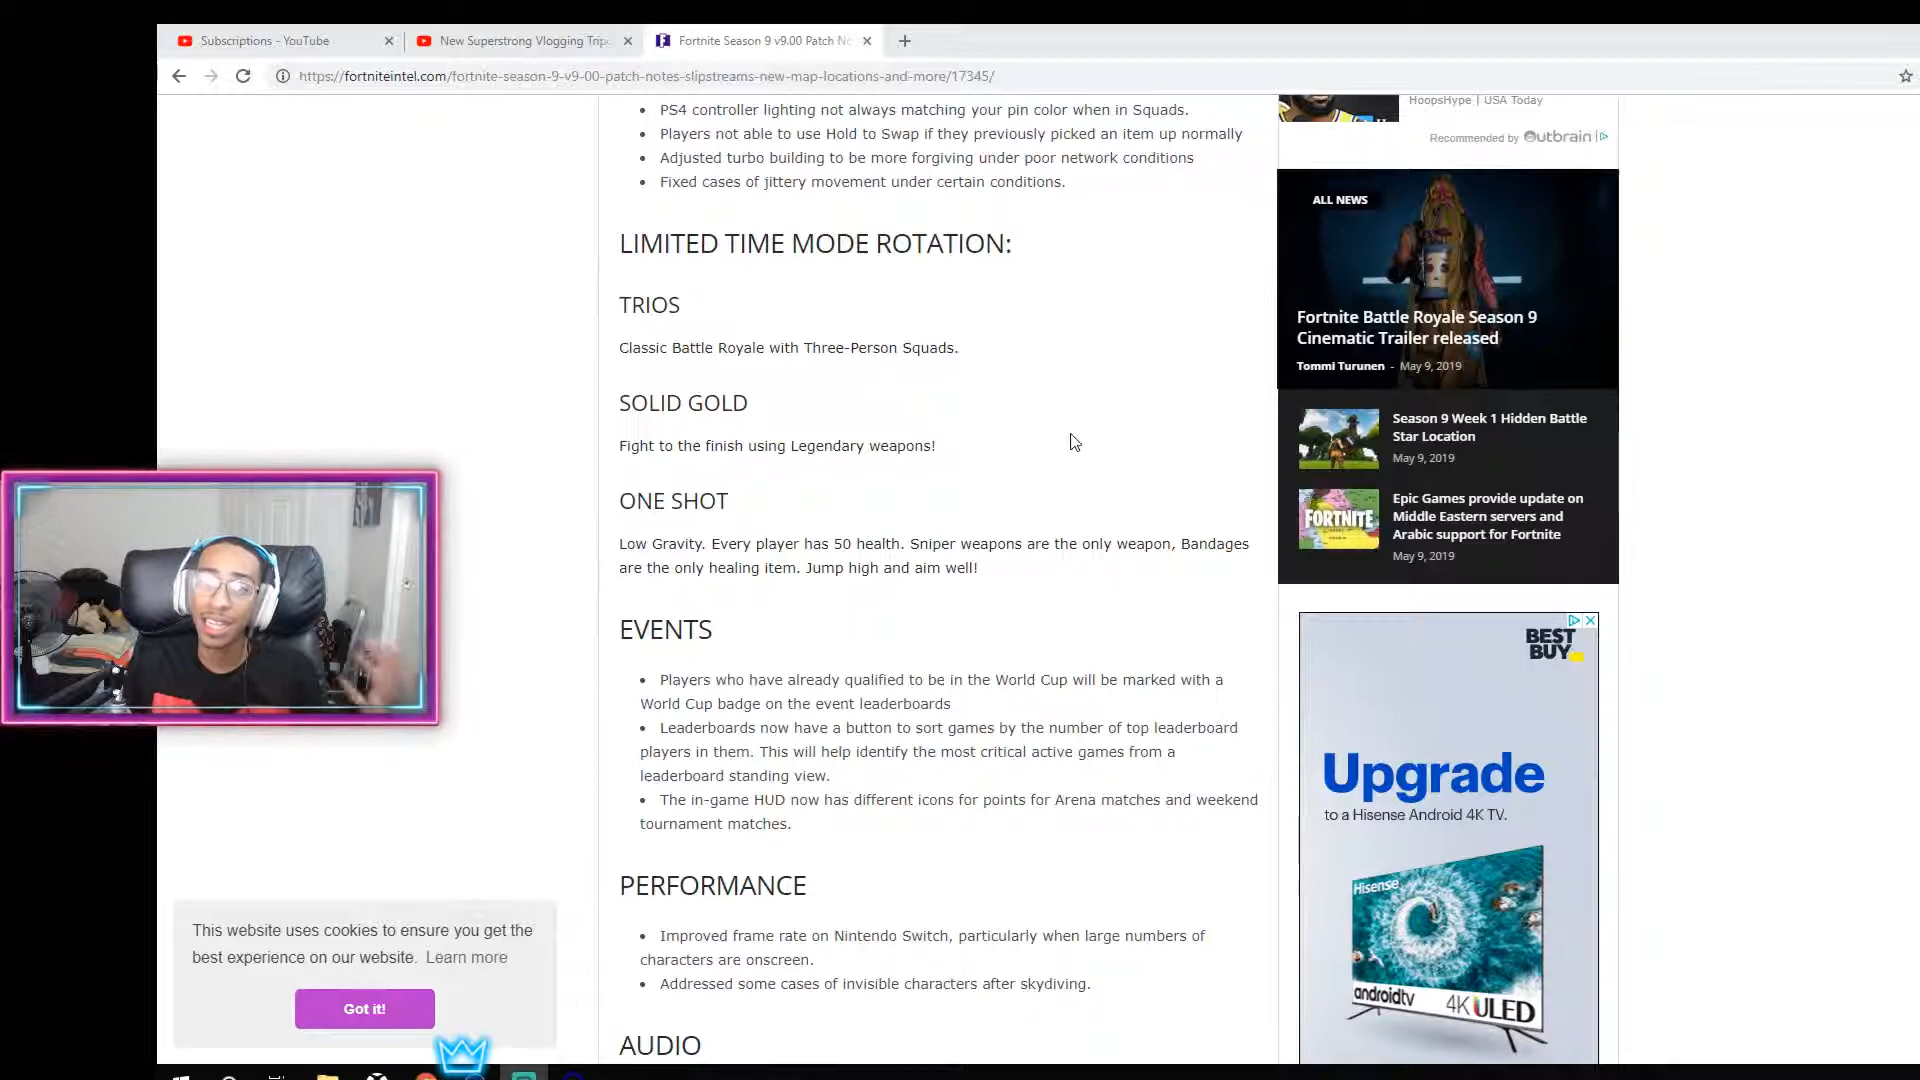 Subscriptions - YouTube
New Superstrong Vlogging Trip
Fortnite Season 9 v9.00 Patch No
https://fortniteintel.com/fortnite-season-9-v9-00-patch-notes-slipstreams-new-map-locations-and-more/17345/
PS4 controller lighting not always matching your pin color when in Squads.
Players not able to use Hold to Swap if they previously picked an item up normally
Adjusted turbo building to be more forgiving under poor network conditions
Fixed cases of jittery movement under certain conditions.
LIMITED TIME MODE ROTATION:
TRIOS
Classic Battle Royale with Three-Person Squads.
SOLID GOLD
Fight to the finish using Legendary weapons!
ONE SHOT
Low Gravity. Every player has 50 health. Sniper weapons are the only weapon, Bandages
are the only healing item. Jump high and aim well!
EVENTS
Players who have already qualified to be in the World Cup will be marked with a
World Cup badge on the event leaderboards
Leaderboards now have a button to sort games by the number of top leaderboard
players in them. This will help identify the most critical active games from a
leaderboard standing view.
The in-game HUD now has different icons for points for Arena matches and weekend
tournament matches.
PERFORMANCE
Improved frame rate on Nintendo Switch, particularly when large numbers of
characters are onscreen.
Addressed some cases of invisible characters after skydiving.
AUDIO
HoopsHype | USA Today
Recommended by Outbrain
ALL NEWS
Fortnite Battle Royale Season 9
Cinematic Trailer released
Tommi Turunen - May 9, 2019
Season 9 Week 1 Hidden Battle
Star Location
May 9, 2019
FORTNITE
Epic Games provide update on
Middle Eastern servers and
Arabic support for Fortnite
May 9, 2019
BEST
BUY
Upgrade
to a Hisense Android 4K TV.
Hisense
androidtv
4K ULED
This website uses cookies to ensure you get the
best experience on our website. Learn more
Got it!